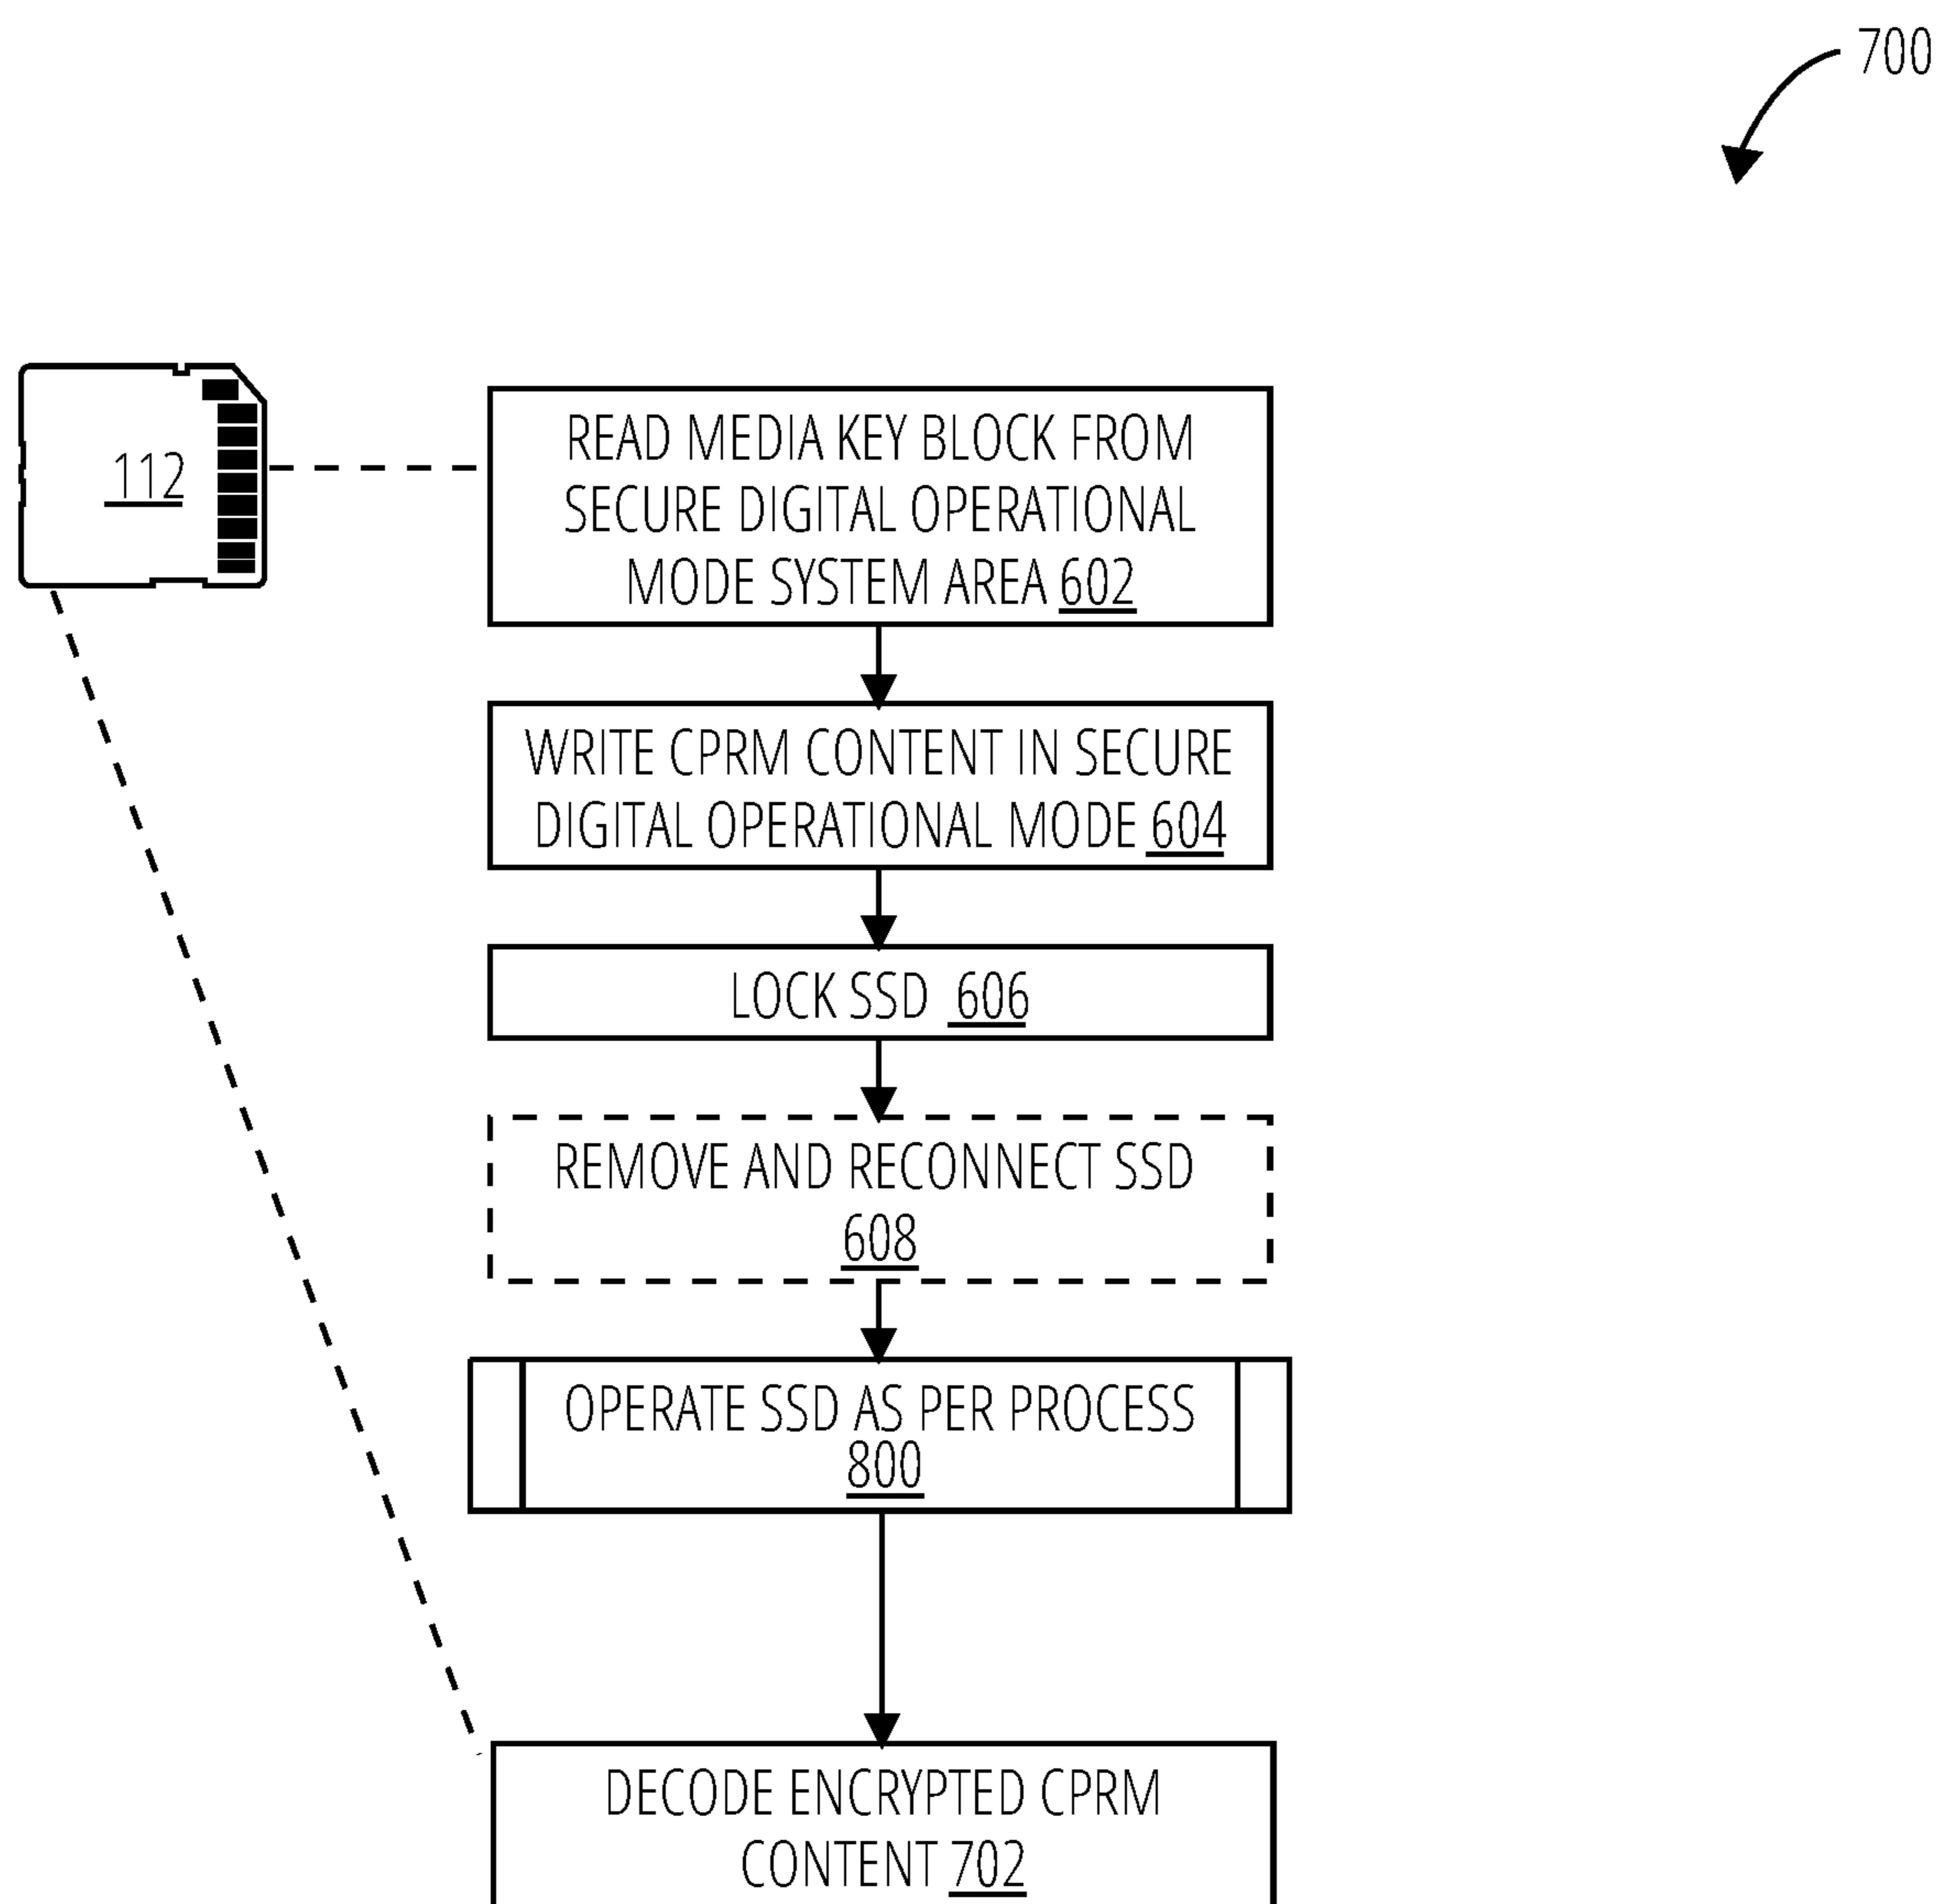 700
112
READ MEDIA KEY BLOCK FROM
SECURE DIGITAL OPERATIONAL
MODE SYSTEM AREA 602
WRITE CPRM CONTENT IN SECURE
DIGITAL OPERATIONAL MODE 604
LOCK SSD 606
REMOVE AND RECONNECT SSD
608
OPERATE SSD AS PER PROCESS
800
DECODE ENCRYPTED CPRM
CONTENT 702